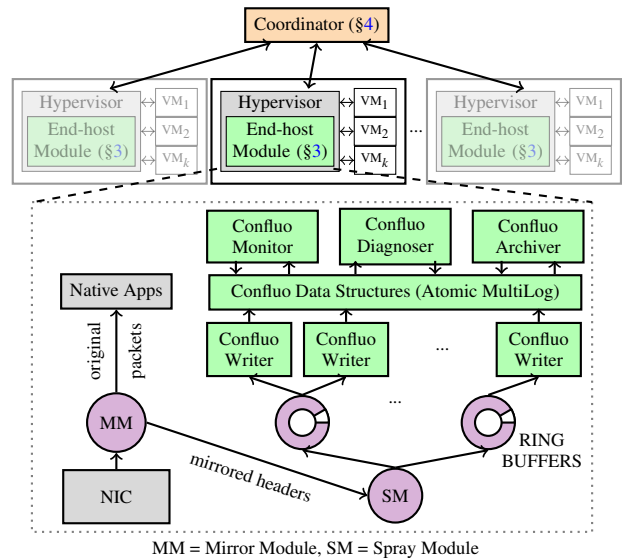 Coordinator (§4)
Hypervisor
End-host
Module (§3)
VM1
VM2
VMk
Hypervisor
End-host
Module (§3)
VM1
VM2
VMk
...
Hypervisor
End-host
Module (§3)
VM1
VM2
VMk
Confluo
Monitor
Confluo
Diagnoser
Confluo
Archiver
Native Apps
Confluo Data Structures (Atomic MultiLog)
original
packets
Confluo
Writer
Confluo
Writer
...
Confluo
Writer
...
MM
RING
BUFFERS
mirrored headers
NIC
SM
MM = Mirror Module, SM = Spray Module